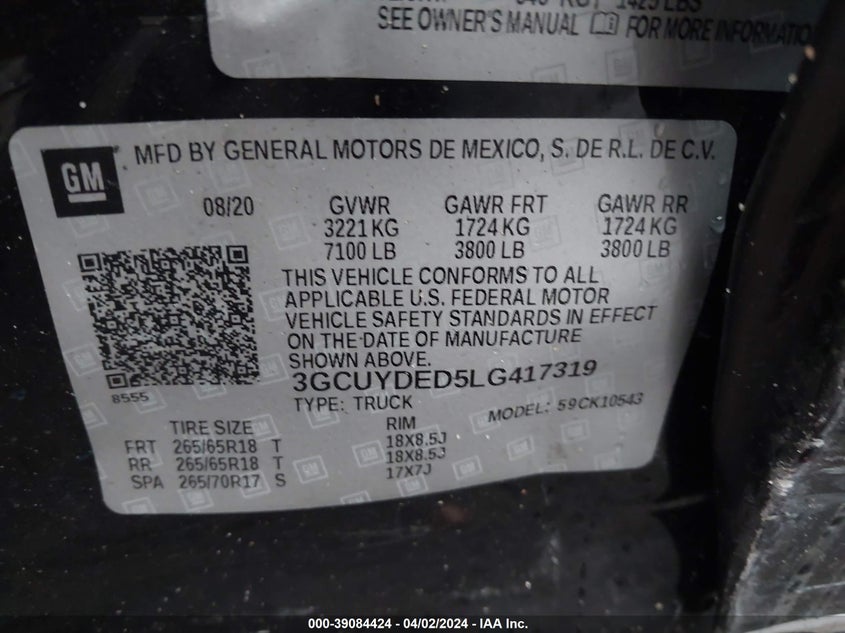 1425 LBS
SEE OWNER'S MANUAL FOR MORE INFORMATION
GM
MFD BY GENERAL MOTORS DE MEXICO, S. DE R.L. DE C.V.
08/20 GVWR GAWR FRT GAWR RR
3221 KG 1724 KG 1724 KG
7100 LB 3800 LB 3800 LB
THIS VEHICLE CONFORMS TO ALL
APPLICABLE U.S. FEDERAL MOTOR
VEHICLE SAFETY STANDARDS IN EFFECT
ON THE DATE OF MANUFACTURE
SHOWN ABOVE.
3GCUYDED5LG417319
8555
TYPE: TRUCK MODEL: 59CK10543
TIRE SIZE RIM
FRT 265/65R18 T 18X8.5J
RR 265/65R18 T 18X8.5J
SPA 265/70R17 S 17X7J
000-39084424 - 04/02/2024 - IAA Inc.